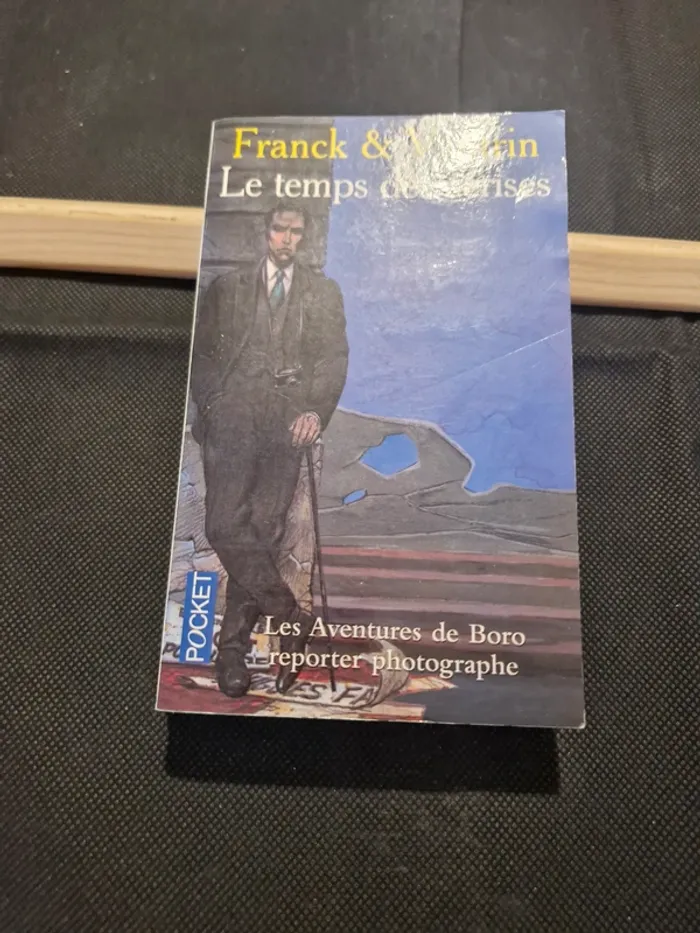 Franck &
Le temps
Les Aventures de Boro
reporter photographe
POCKET